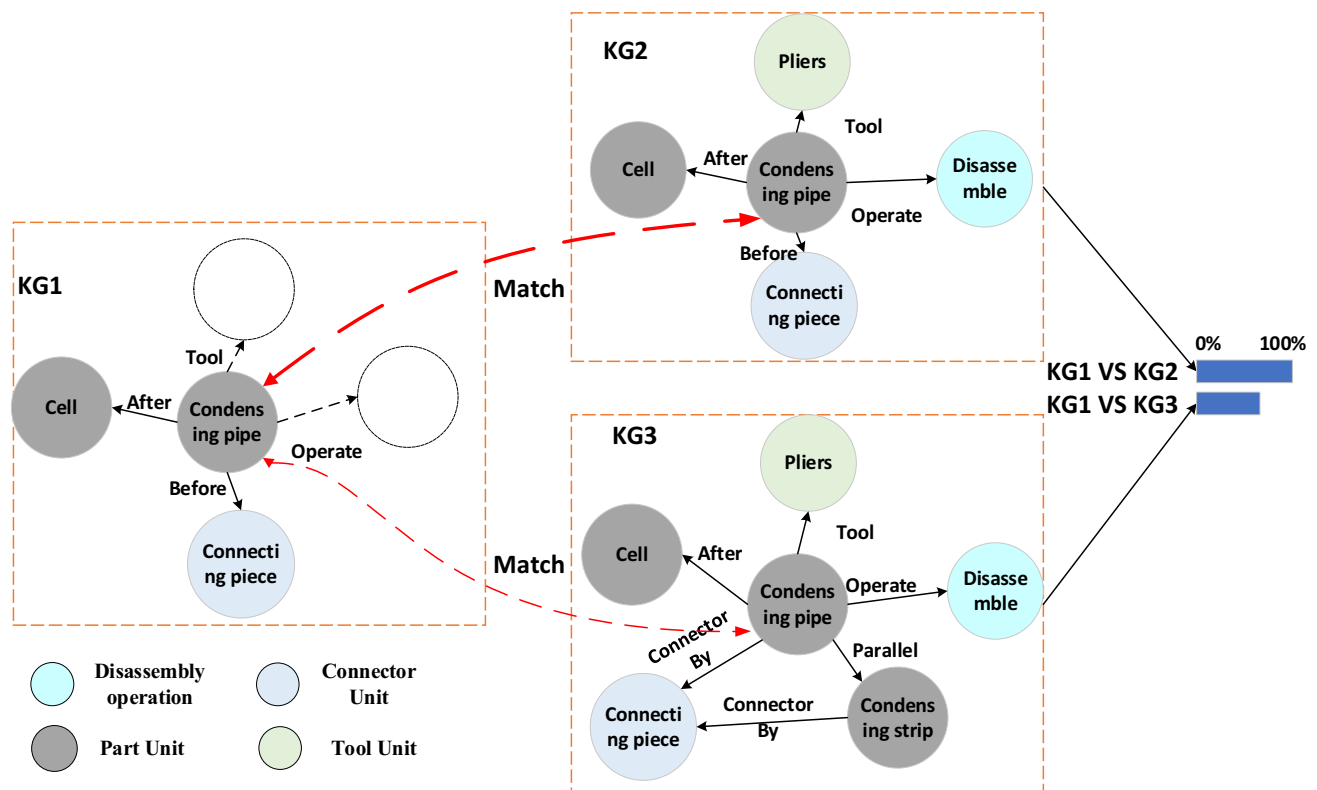 KG1
Tool
Cell
After
Condens
ing pipe
Operate
Before
Connecti
ng piece
Match
Match
KG2
Pliers
Tool
Cell
After
Condens
ing pipe
Disasse
mble
Operate
Before
Connecti
ng piece
0% 100%
KG1 VS KG2
KG1 VS KG3
KG3
Pliers
Tool
Cell
After
Condens
ing pipe
Operate
Disasse
mble
Connector
By
Parallel
Connecti
ng piece
Connector
By
Condens
ing strip
Disassembly
operation
Connector
Unit
Part Unit
Tool Unit